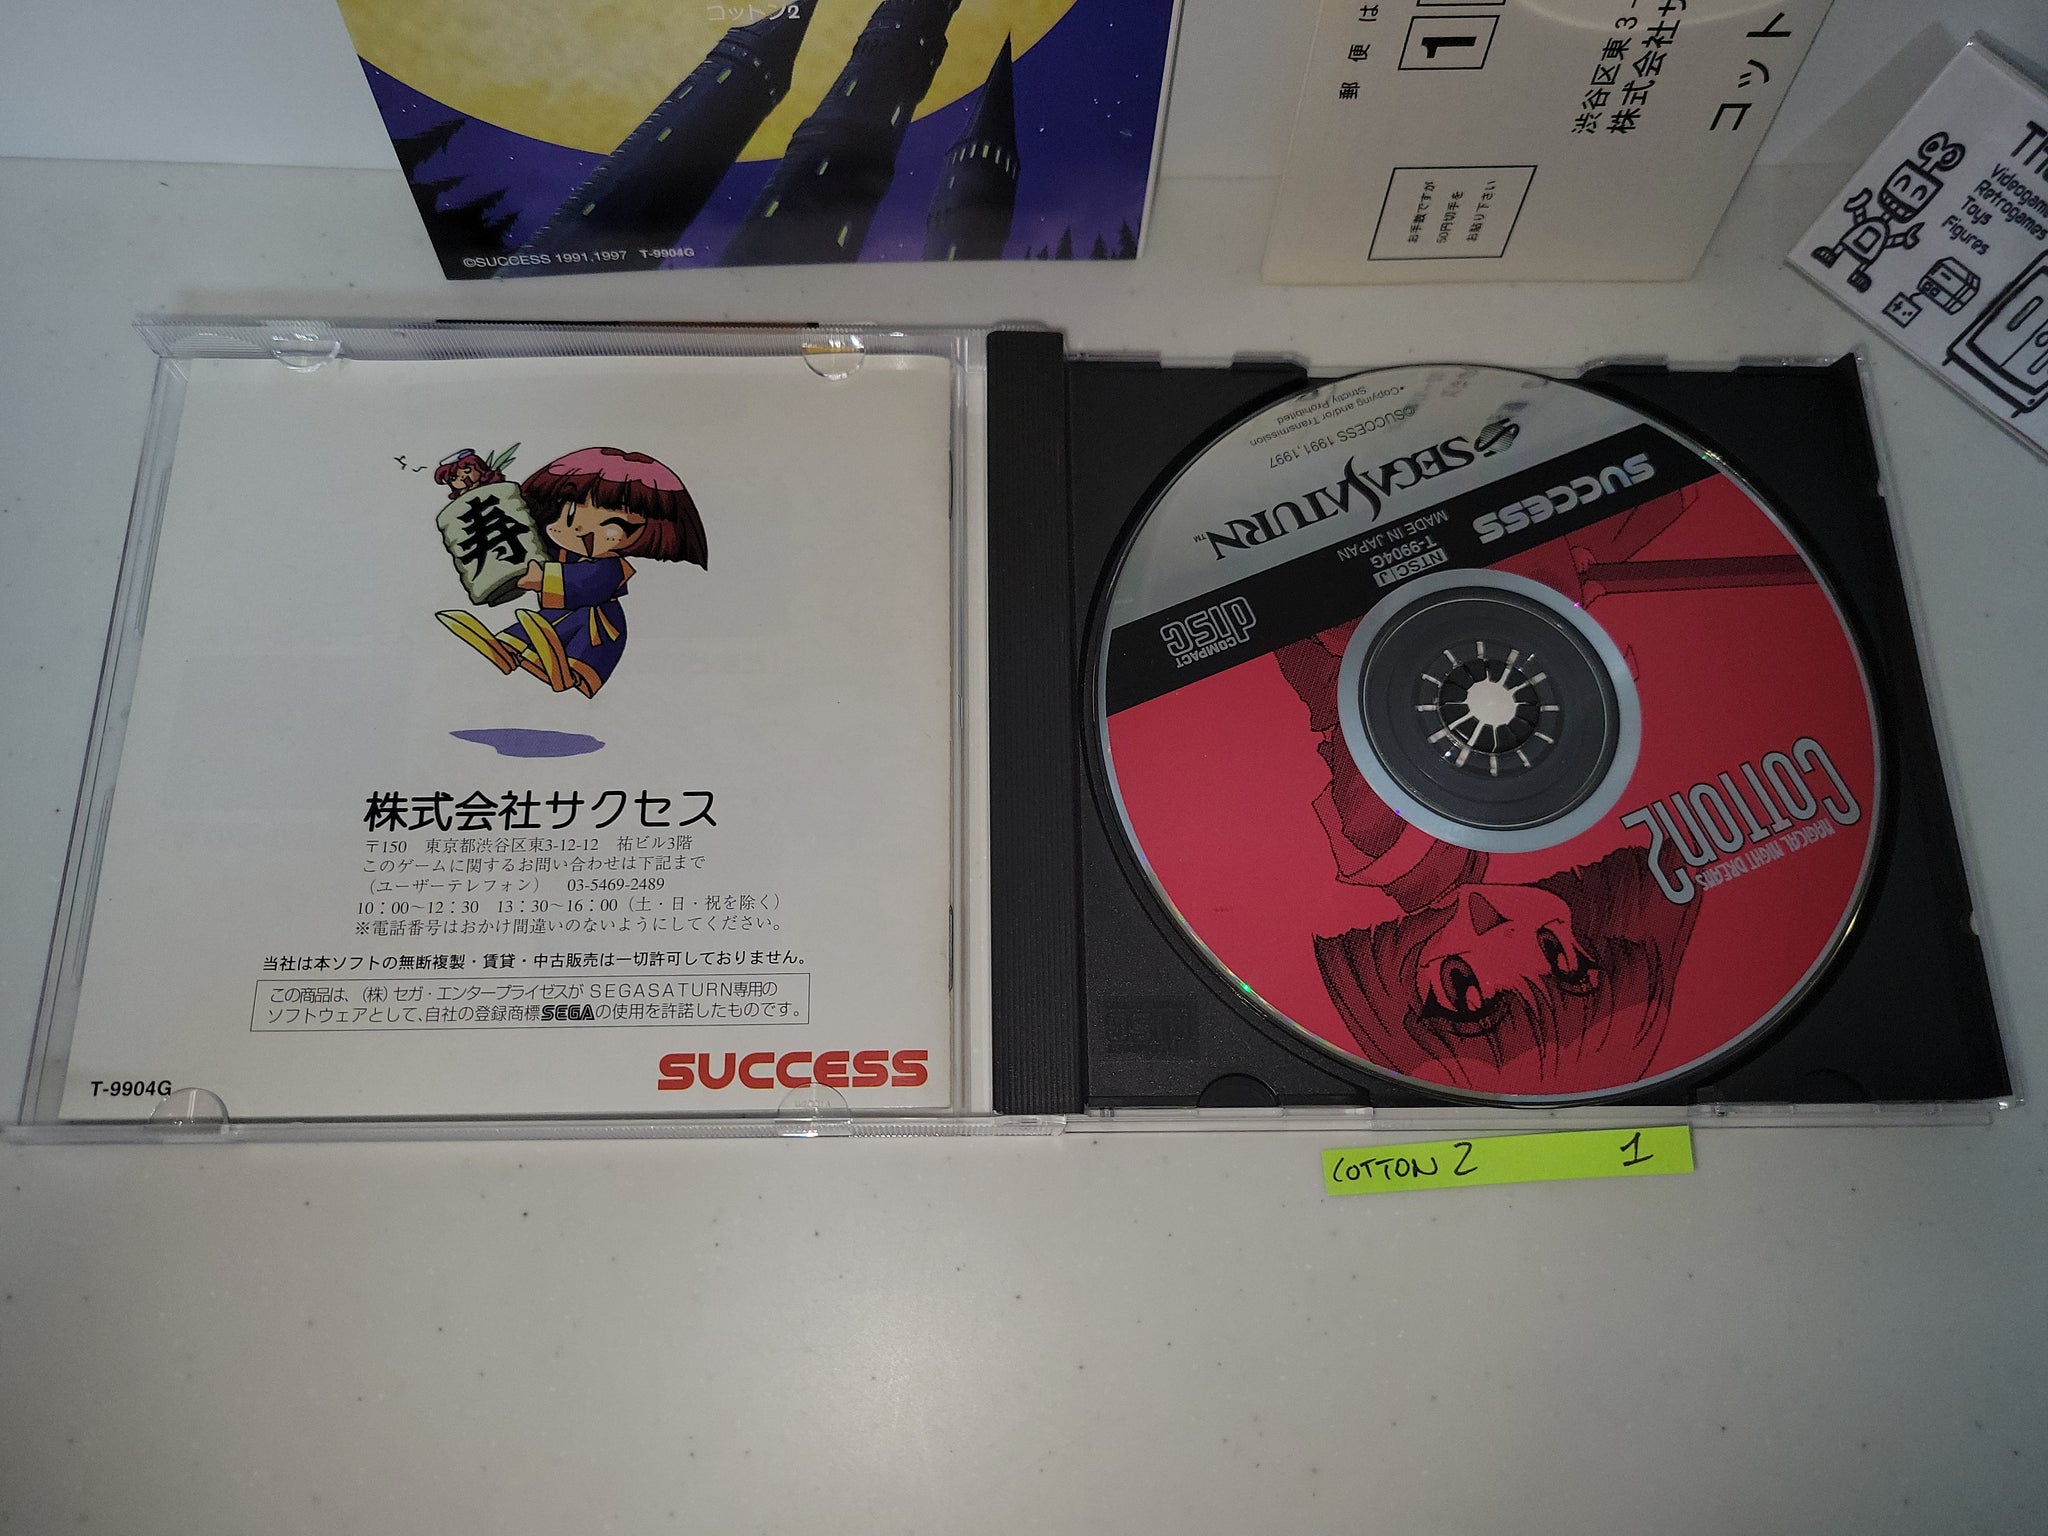 コットン2
©SUCCESS 1991,1997 T-9904G
郵便は
1
渋谷区東3-
株式会社サ
コット
お手数ですが
50円切手を
お貼り下さい
Videogame
Retrogames
Toys
Figures
寿
株式会社サクセス
〒150 東京都渋谷区東3-12-12 祐ビル3階
このゲームに関するお問い合わせは下記まで
(ユーザーテレフォン) 03-5469-2489
10:00~12:30 13:30~16:00(土・日・祝を除く)
※電話番号はおかけ間違いのないようにしてください。
当社は本ソフトの無断複製・賃貸・中古販売は一切許可しておりません。
この商品は、(株)セガ・エンタープライゼスがSEGASATURN専用の
ソフトウェアとして、自社の登録商標SEGAの使用を許諾したものです。
T-9904G
SUCCESS
COTTON2
MAGICAL NIGHT DREAMS
COMPACT
disc
NTSC J
T-9904G
MADE IN JAPAN
SUCCESS
SEGASATURN™
©SUCCESS 1991,1997
•Copying and/or Transmission
Strictly Prohibited
COTTON 2 1